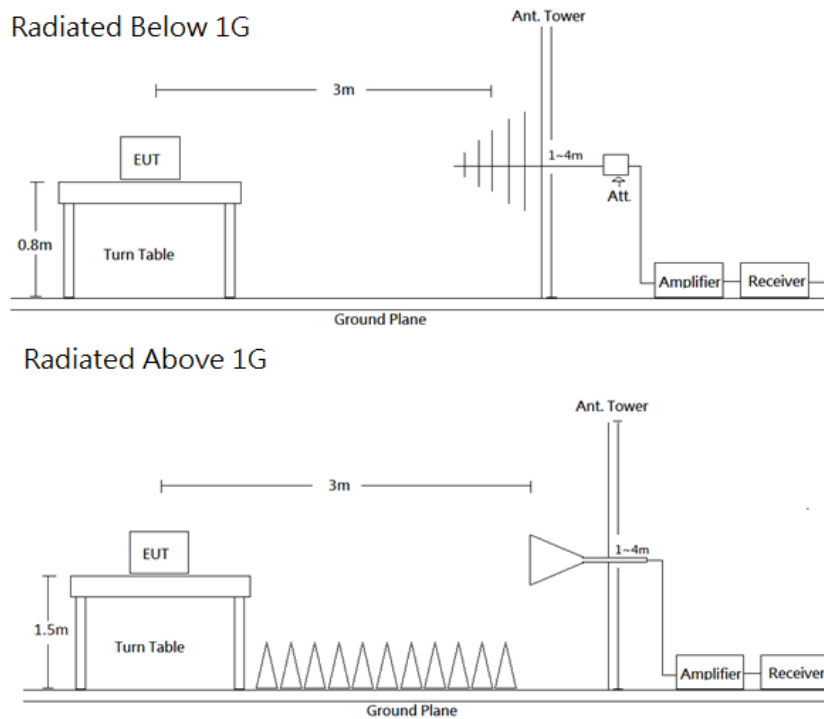 Radiated Below 1G
Ant. Tower
3m
EUT
1~4m
Att.
0.8m
Turn Table
Amplifier
Receiver
Ground Plane
Radiated Above 1G
Ant. Tower
3m
EUT
1~4m
1.5m
Turn Table
Amplifier
Receiver
Ground Plane